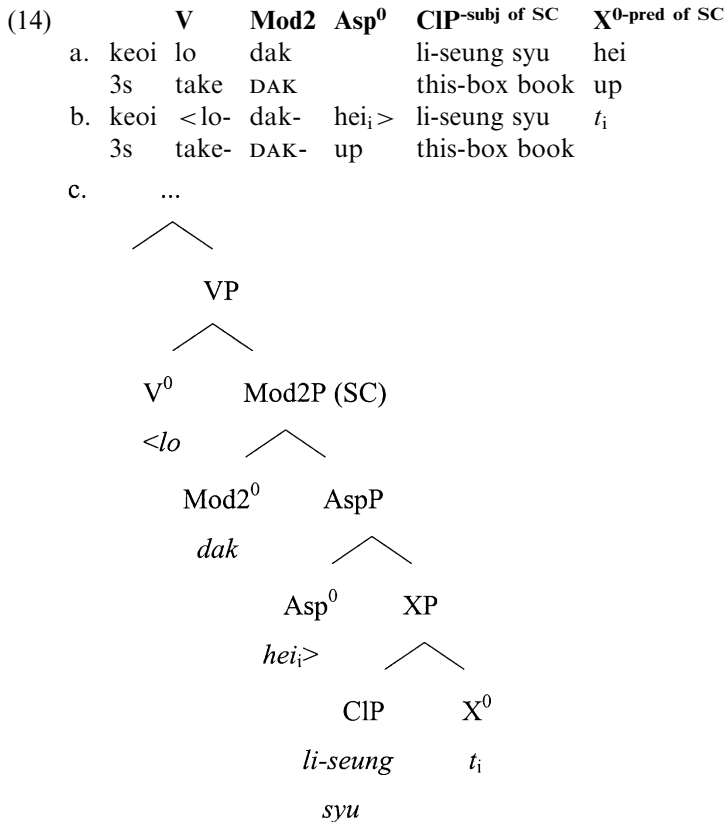 (14) V Mod2 Asp⁰ ClP-subj of SC X⁰-pred of SC
a. keoi lo dak li-seung syu hei
3s take DAK this-box book up
b. keoi <lo- dak- heiᵢ> li-seung syu tᵢ
3s take- DAK- up this-box book
c. ...
VP
V⁰ Mod2P (SC)
<lo
Mod2⁰ AspP
dak
Asp⁰ XP
heiᵢ>
ClP X⁰
li-seung tᵢ
syu